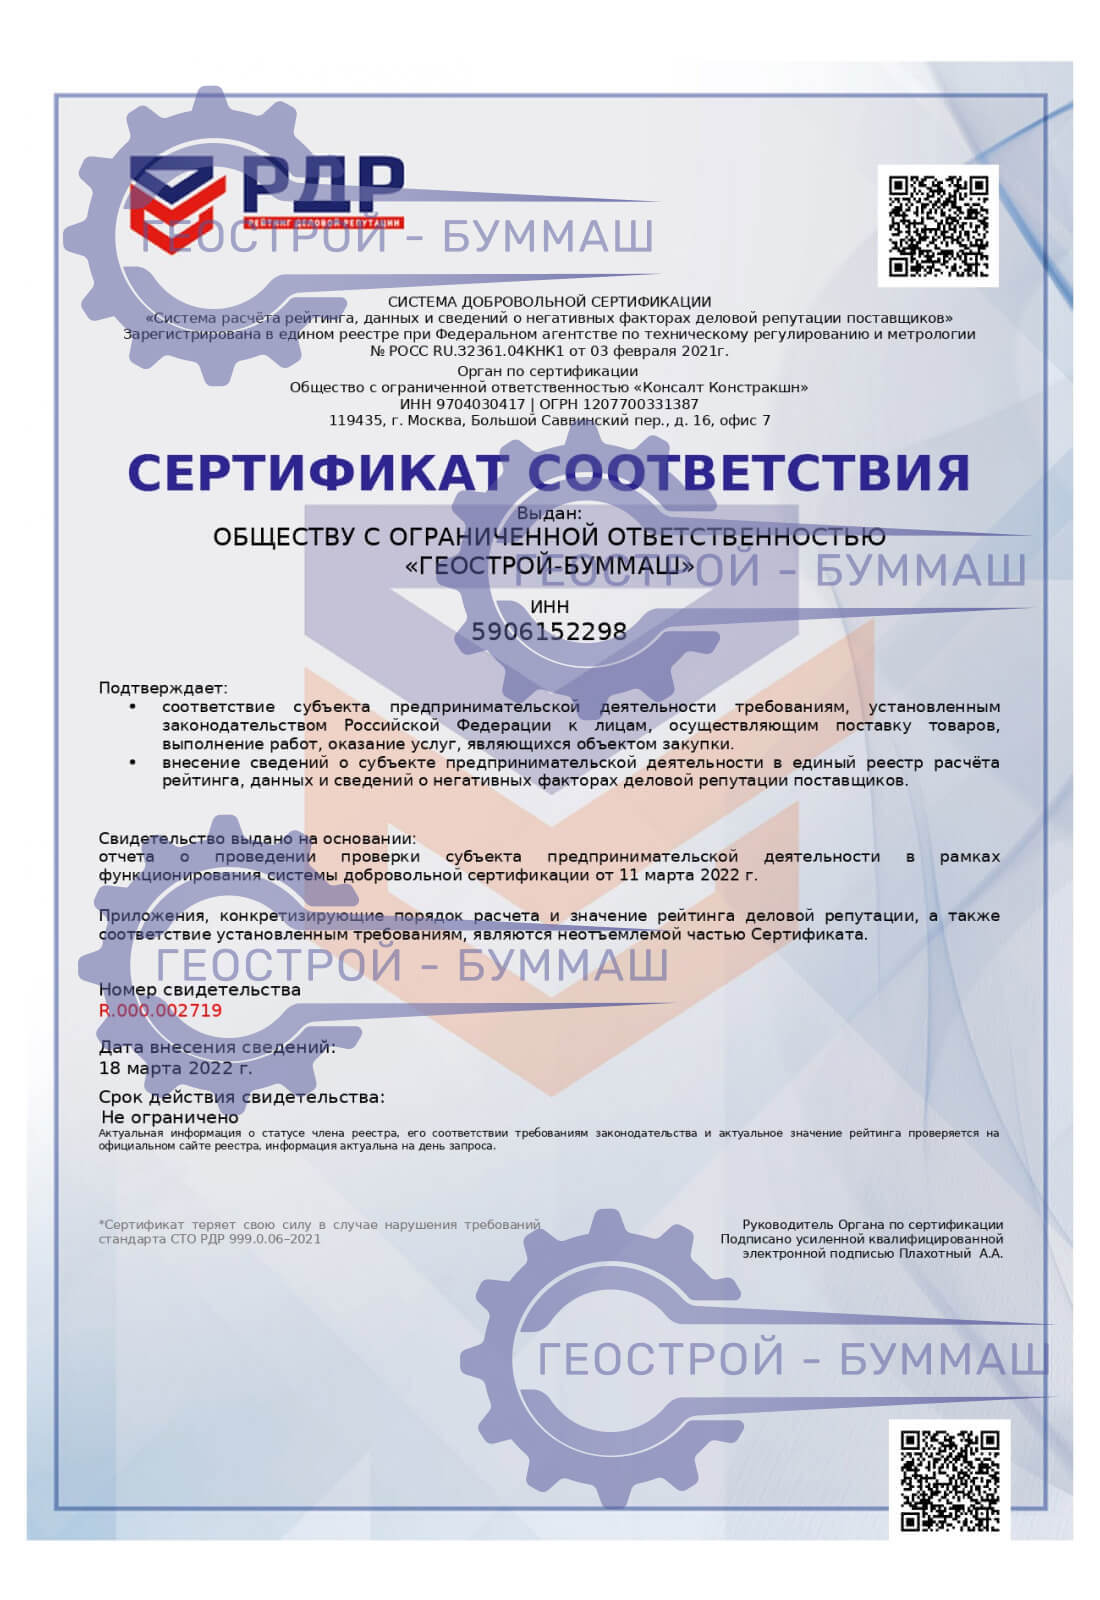 РДР
РЕЙТИНГ ДЕЛОВОЙ РЕПУТАЦИИ
ГЕОСТРОЙ - БУММАШ
СИСТЕМА ДОБРОВОЛЬНОЙ СЕРТИФИКАЦИИ
«Система расчёта рейтинга, данных и сведений о негативных факторах деловой репутации поставщиков»
Зарегистрирована в едином реестре при Федеральном агентстве по техническому регулированию и метрологии
№ РОСС RU.32361.04КНК1 от 03 февраля 2021г.
Орган по сертификации
Общество с ограниченной ответственностью «Консалт Констракшн»
ИНН 9704030417 | ОГРН 1207700331387
119435, г. Москва, Большой Саввинский пер., д. 16, офис 7
СЕРТИФИКАТ СООТВЕТСТВИЯ
Выдан:
ОБЩЕСТВУ С ОГРАНИЧЕННОЙ ОТВЕТСТВЕННОСТЬЮ
«ГЕОСТРОЙ-БУММАШ»
ГЕОСТРОЙ - БУММАШ
ИНН
5906152298
Подтверждает:
• соответствие субъекта предпринимательской деятельности требованиям, установленным
законодательством Российской Федерации к лицам, осуществляющим поставку товаров,
выполнение работ, оказание услуг, являющихся объектом закупки.
• внесение сведений о субъекте предпринимательской деятельности в единый реестр расчёта
рейтинга, данных и сведений о негативных факторах деловой репутации поставщиков.
Свидетельство выдано на основании:
отчета о проведении проверки субъекта предпринимательской деятельности в рамках
функционирования системы добровольной сертификации от 11 марта 2022 г.
Приложения, конкретизирующие порядок расчета и значение рейтинга деловой репутации, а также
соответствие установленным требованиям, являются неотъемлемой частью Сертификата.
ГЕОСТРОЙ - БУММАШ
Номер свидетельства
R.000.002719
Дата внесения сведений:
18 марта 2022 г.
Срок действия свидетельства:
Не ограничено
Актуальная информация о статусе члена реестра, его соответствии требованиям законодательства и актуальное значение рейтинга проверяется на
официальном сайте реестра, информация актуальна на день запроса.
*Сертификат теряет свою силу в случае нарушения требований
стандарта СТО РДР 999.0.06–2021
Руководитель Органа по сертификации
Подписано усиленной квалифицированной
электронной подписью Плахотный А.А.
ГЕОСТРОЙ - БУММАШ